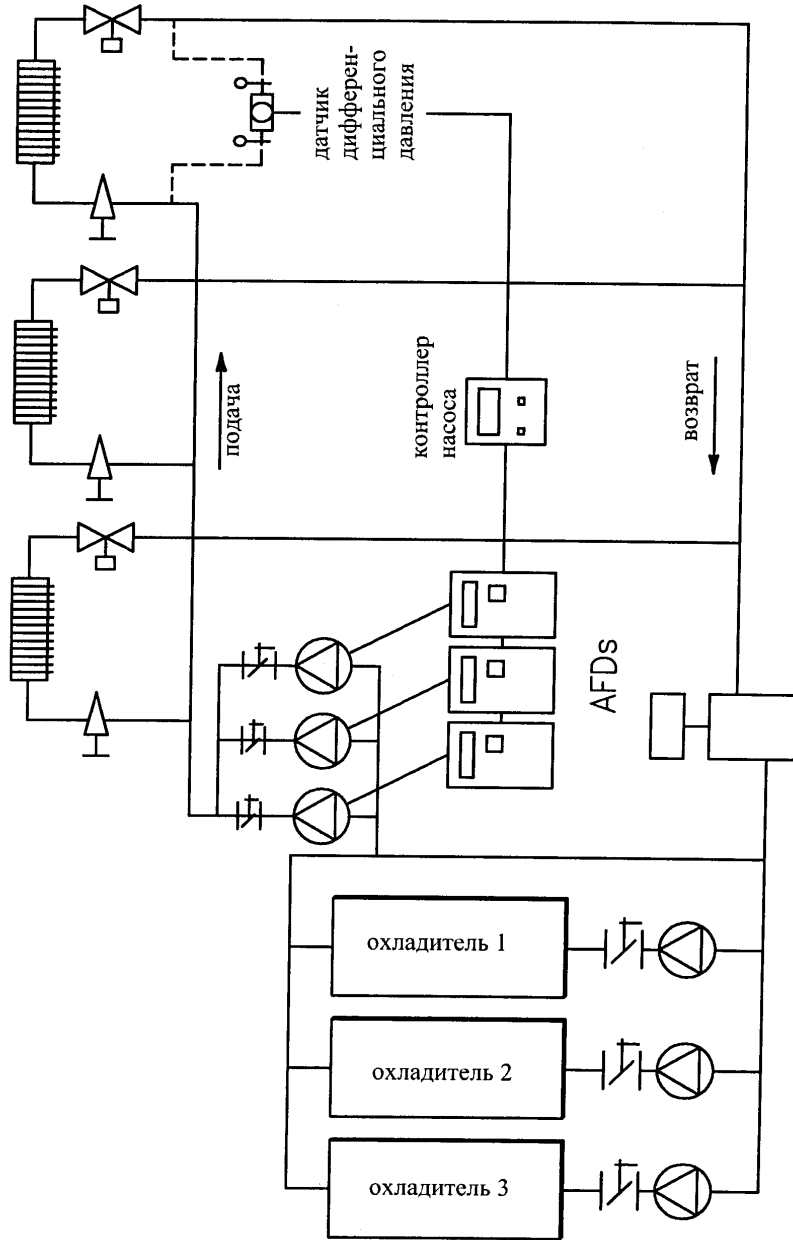 датчик
дифферен-
циального
давления
подача
контроллер
насоса
возврат
AFDs
охладитель 1
охладитель 2
охладитель 3